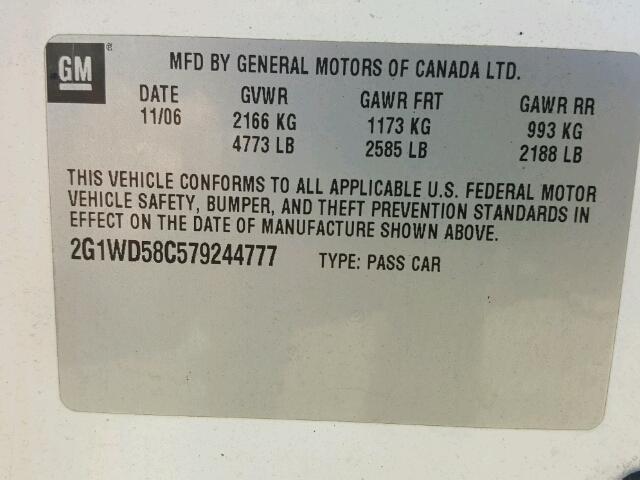 GM ®
MFD BY GENERAL MOTORS OF CANADA LTD.
DATE GVWR GAWR FRT GAWR RR
11/06 2166 KG 1173 KG 993 KG
4773 LB 2585 LB 2188 LB
THIS VEHICLE CONFORMS TO ALL APPLICABLE U.S. FEDERAL MOTOR
VEHICLE SAFETY, BUMPER, AND THEFT PREVENTION STANDARDS IN
EFFECT ON THE DATE OF MANUFACTURE SHOWN ABOVE.
2G1WD58C579244777 TYPE: PASS CAR